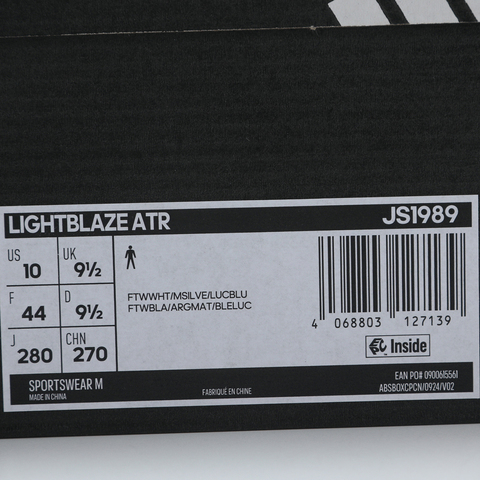 LIGHTBLAZE ATR JS1989
US 10 UK 9½
F 44 D 9½
J 280 CHN 270
FTWWHT/MSILVE/LUCBLU
FTWBLA/ARGMAT/BLELUC
4 068803 127139
Inside
SPORTSWEAR M
MADE IN CHINA
FABRIQUÉ EN CHINE
EAN PO# 0900615561
ABSBOXCPCN/0924/V02